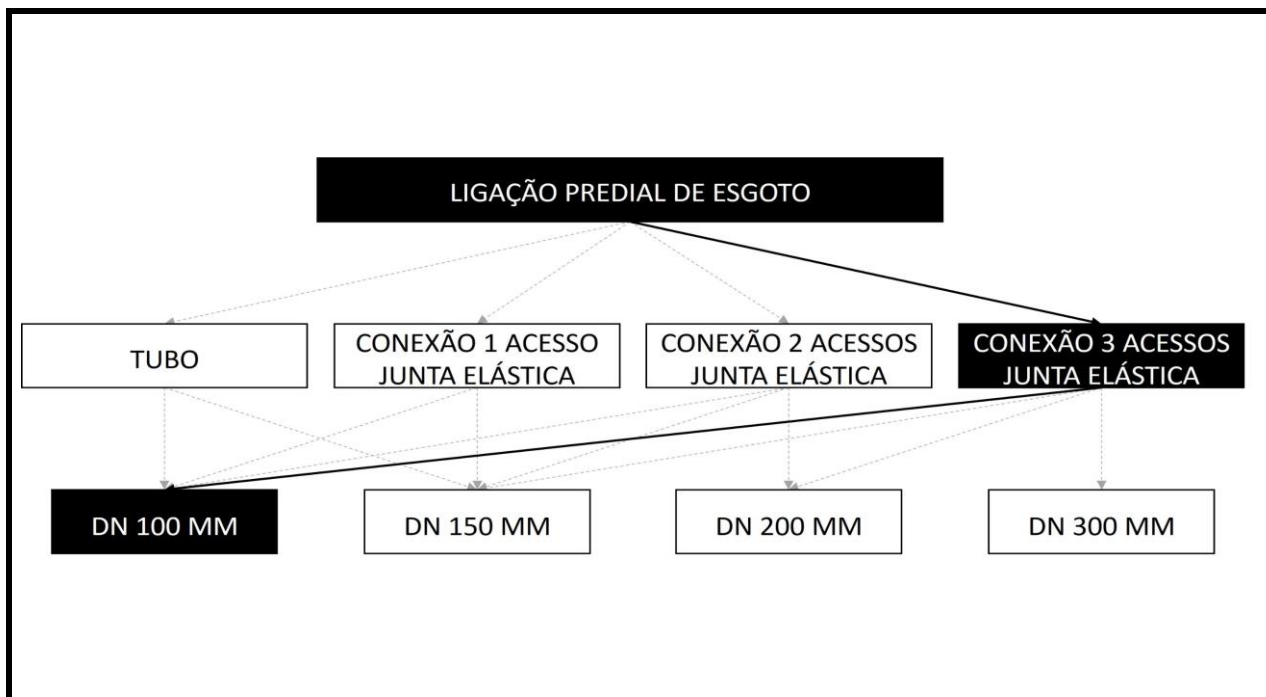 LIGAÇÃO PREDIAL DE ESGOTO
TUBO
CONEXÃO 1 ACESSO
JUNTA ELÁSTICA
CONEXÃO 2 ACESSOS
JUNTA ELÁSTICA
CONEXÃO 3 ACESSOS
JUNTA ELÁSTICA
DN 100 MM
DN 150 MM
DN 200 MM
DN 300 MM